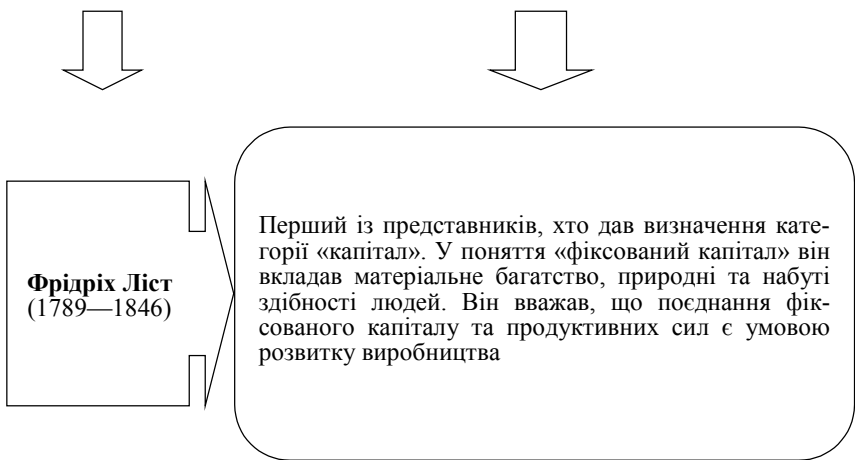 Фрідріх Ліст
(1789—1846)
Перший із представників, хто дав визначення кате-
горії «капітал». У поняття «фіксований капітал» він
вкладав матеріальне багатство, природні та набуті
здібності людей. Він вважав, що поєднання фік-
сованого капіталу та продуктивних сил є умовою
розвитку виробництва